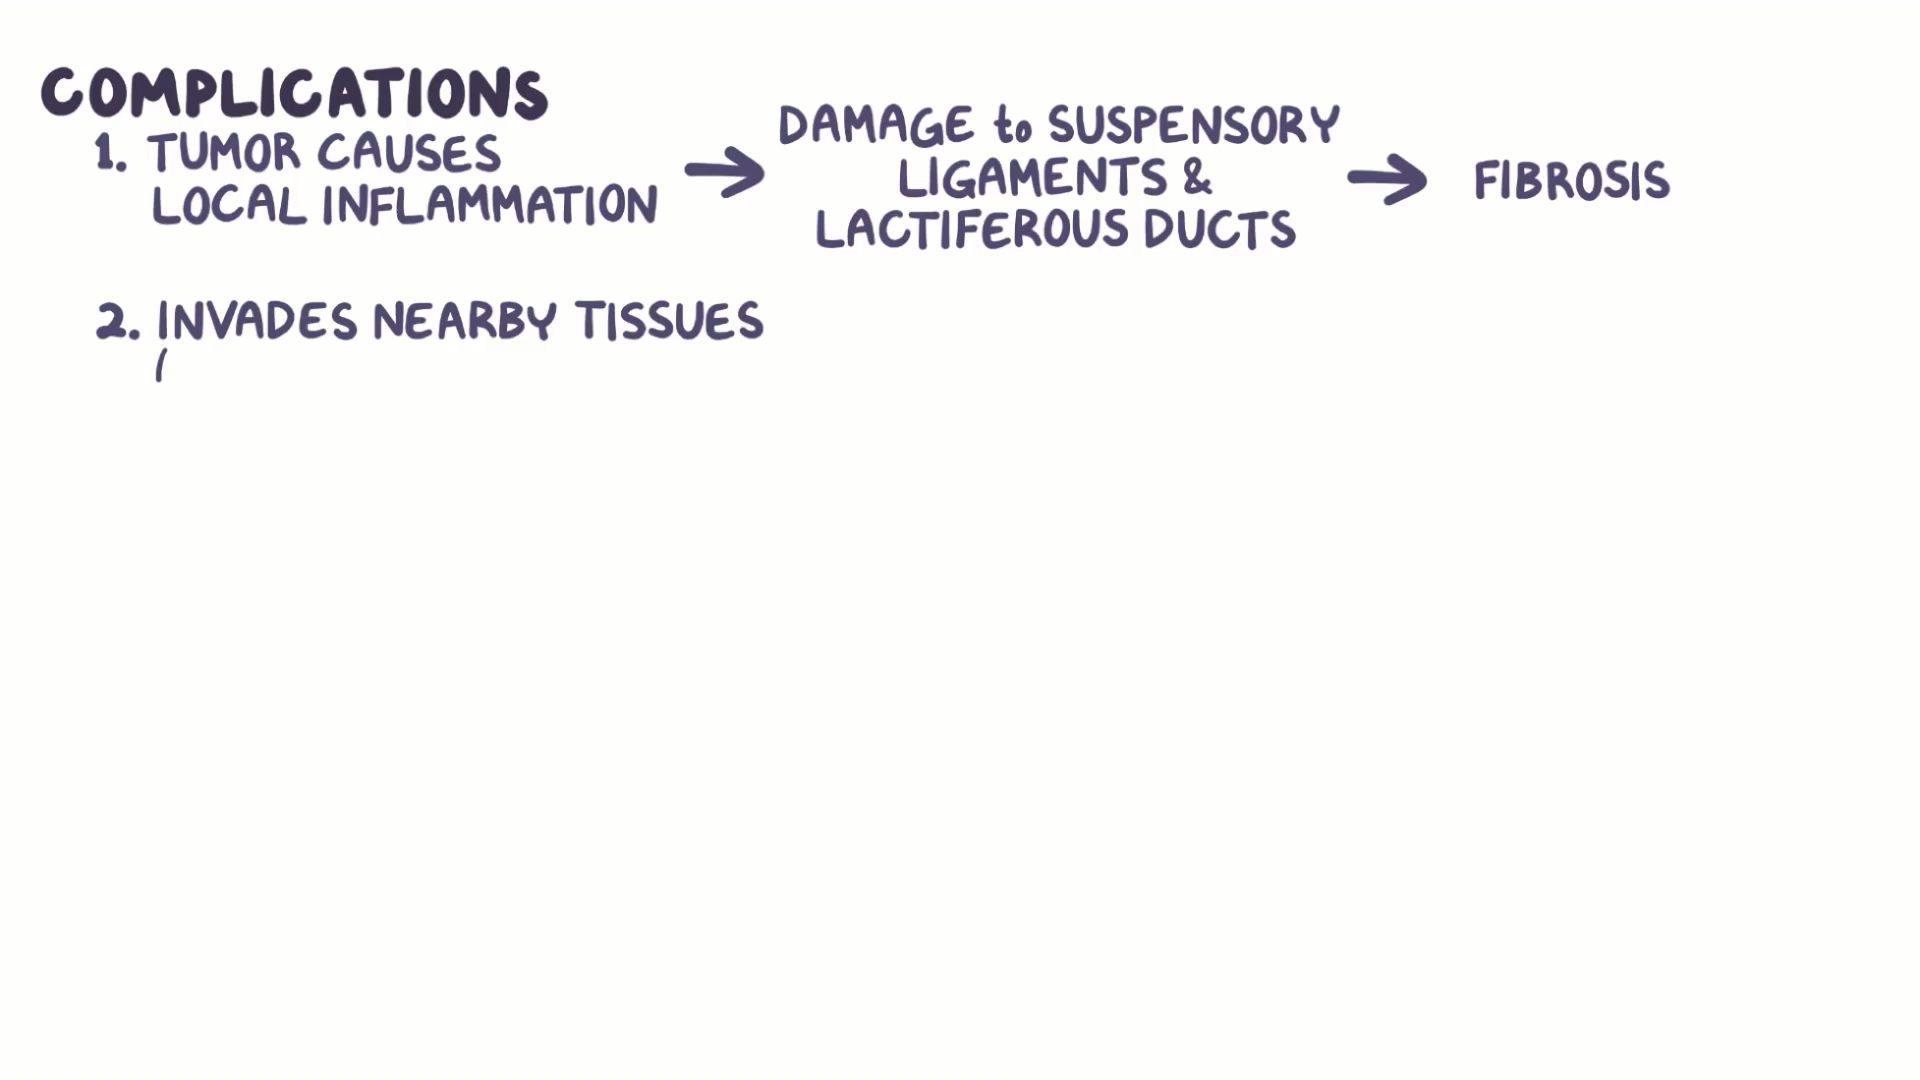 COMPLICATIONS
1. TUMOR CAUSES
LOCAL INFLAMMATION
→
DAMAGE to SUSPENSORY
LIGAMENTS &
LACTIFEROUS DUCTS
→
FIBROSIS
2. INVADES NEARBY TISSUES
(